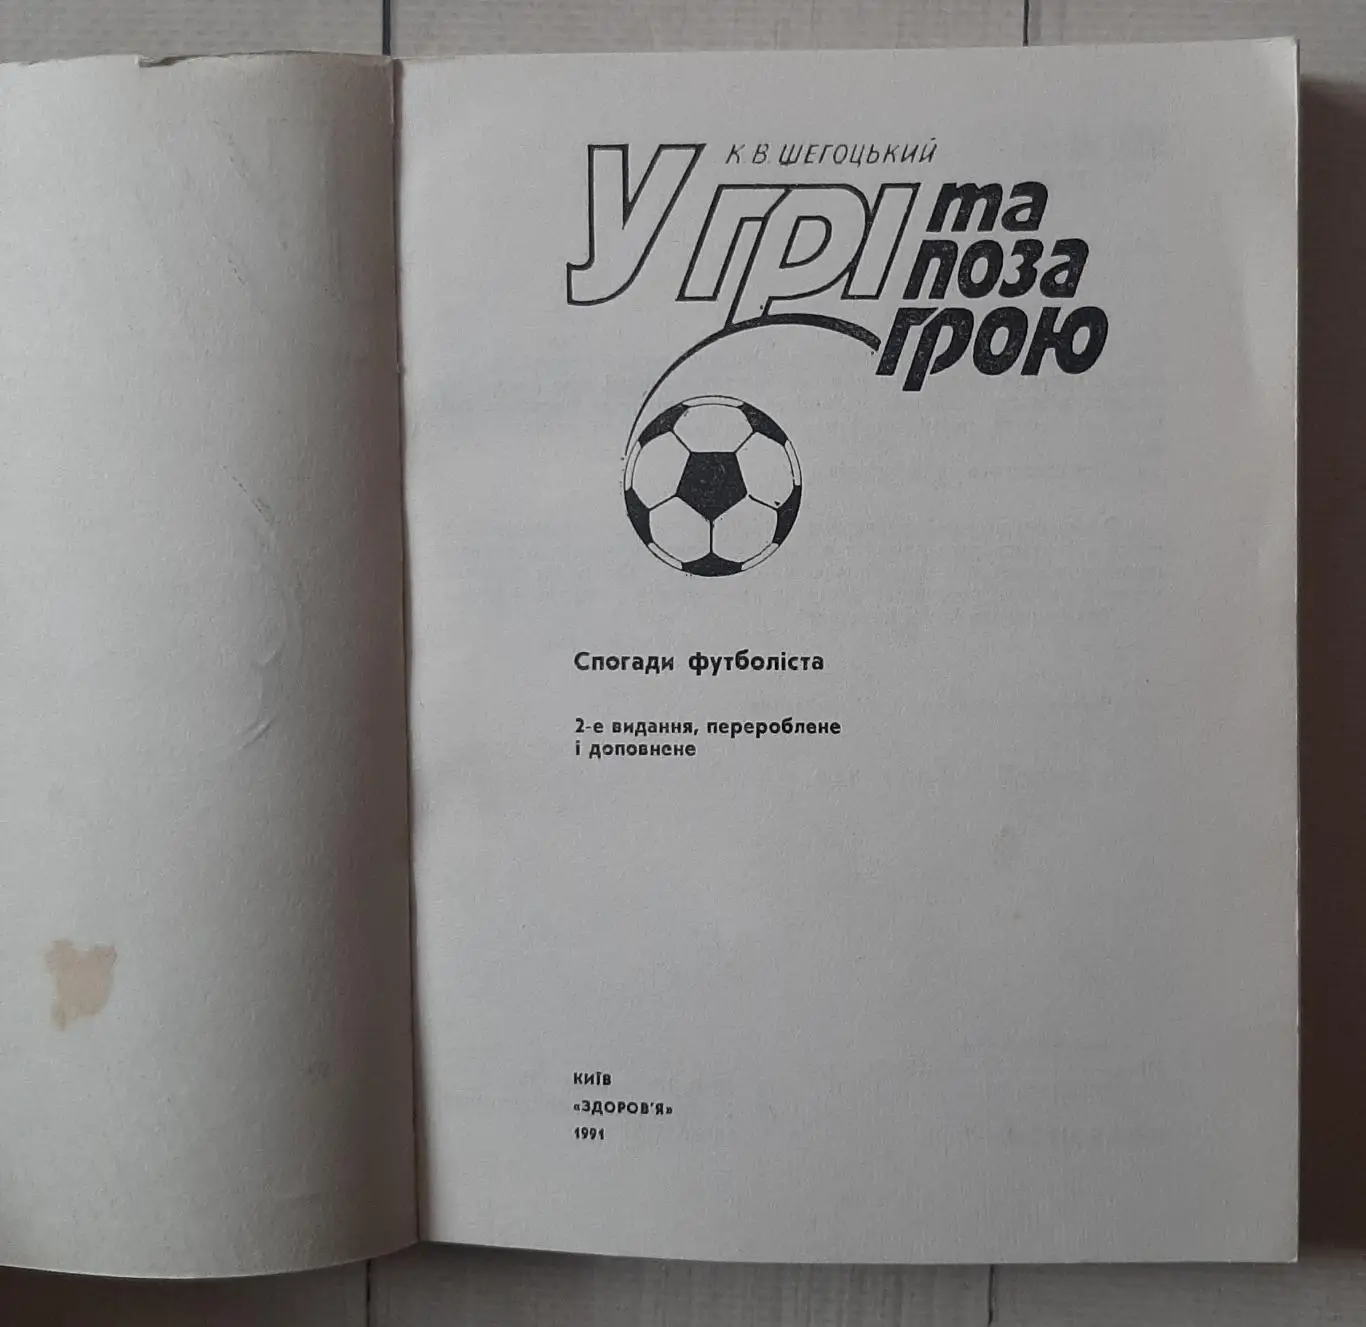 К. В. ШЕГОЦЬКИЙ
У грі та
поза
грою
Спогади футболіста
2-е видання, перероблене
і доповнене
КИЇВ
«ЗДОРОВ'Я»
1991